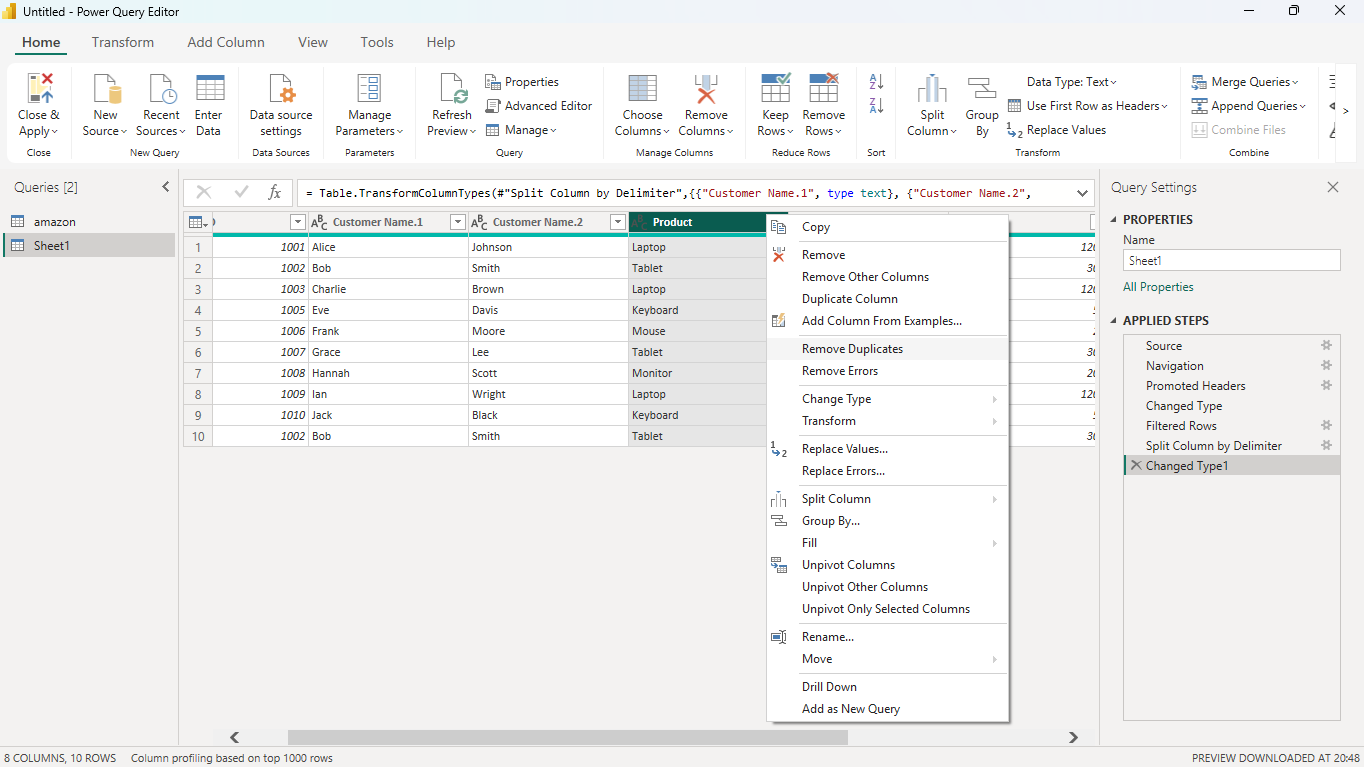 Untitled - Power Query Editor
Home Transform Add Column View Tools Help
Close & Apply
New Source
Recent Sources
Enter Data
Data source settings
Manage Parameters
Refresh Preview
Properties
Advanced Editor
Manage
Choose Columns
Remove Columns
Keep Rows
Remove Rows
Split Column
Group By
Data Type: Text
Use First Row as Headers
Replace Values
Merge Queries
Append Queries
Combine Files
Close New Query Data Sources Parameters Query Manage Columns Reduce Rows Sort Transform Combine
Queries [2]
amazon
Sheet1
fx = Table.TransformColumnTypes(#"Split Column by Delimiter",{{"Customer Name.1", type text}, {"Customer Name.2",
Customer Name.1 Customer Name.2 Product
1 1001 Alice Johnson Laptop
2 1002 Bob Smith Tablet
3 1003 Charlie Brown Laptop
4 1005 Eve Davis Keyboard
5 1006 Frank Moore Mouse
6 1007 Grace Lee Tablet
7 1008 Hannah Scott Monitor
8 1009 Ian Wright Laptop
9 1010 Jack Black Keyboard
10 1002 Bob Smith Tablet
Copy
Remove
Remove Other Columns
Duplicate Column
Add Column From Examples...
Remove Duplicates
Remove Errors
Change Type
Transform
Replace Values...
Replace Errors...
Split Column
Group By...
Fill
Unpivot Columns
Unpivot Other Columns
Unpivot Only Selected Columns
Rename...
Move
Drill Down
Add as New Query
Query Settings
PROPERTIES
Name
Sheet1
All Properties
APPLIED STEPS
Source
Navigation
Promoted Headers
Changed Type
Filtered Rows
Split Column by Delimiter
Changed Type1
8 COLUMNS, 10 ROWS Column profiling based on top 1000 rows
PREVIEW DOWNLOADED AT 20:48